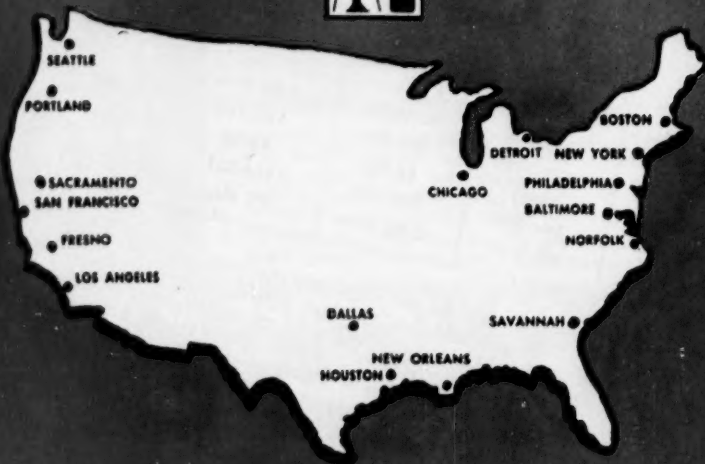 SEATTLE
PORTLAND
BOSTON
DETROIT
NEW YORK
CHICAGO
PHILADELPHIA
SACRAMENTO
SAN FRANCISCO
BALTIMORE
FRESNO
NORFOLK
LOS ANGELES
DALLAS
SAVANNAH
NEW ORLEANS
HOUSTON